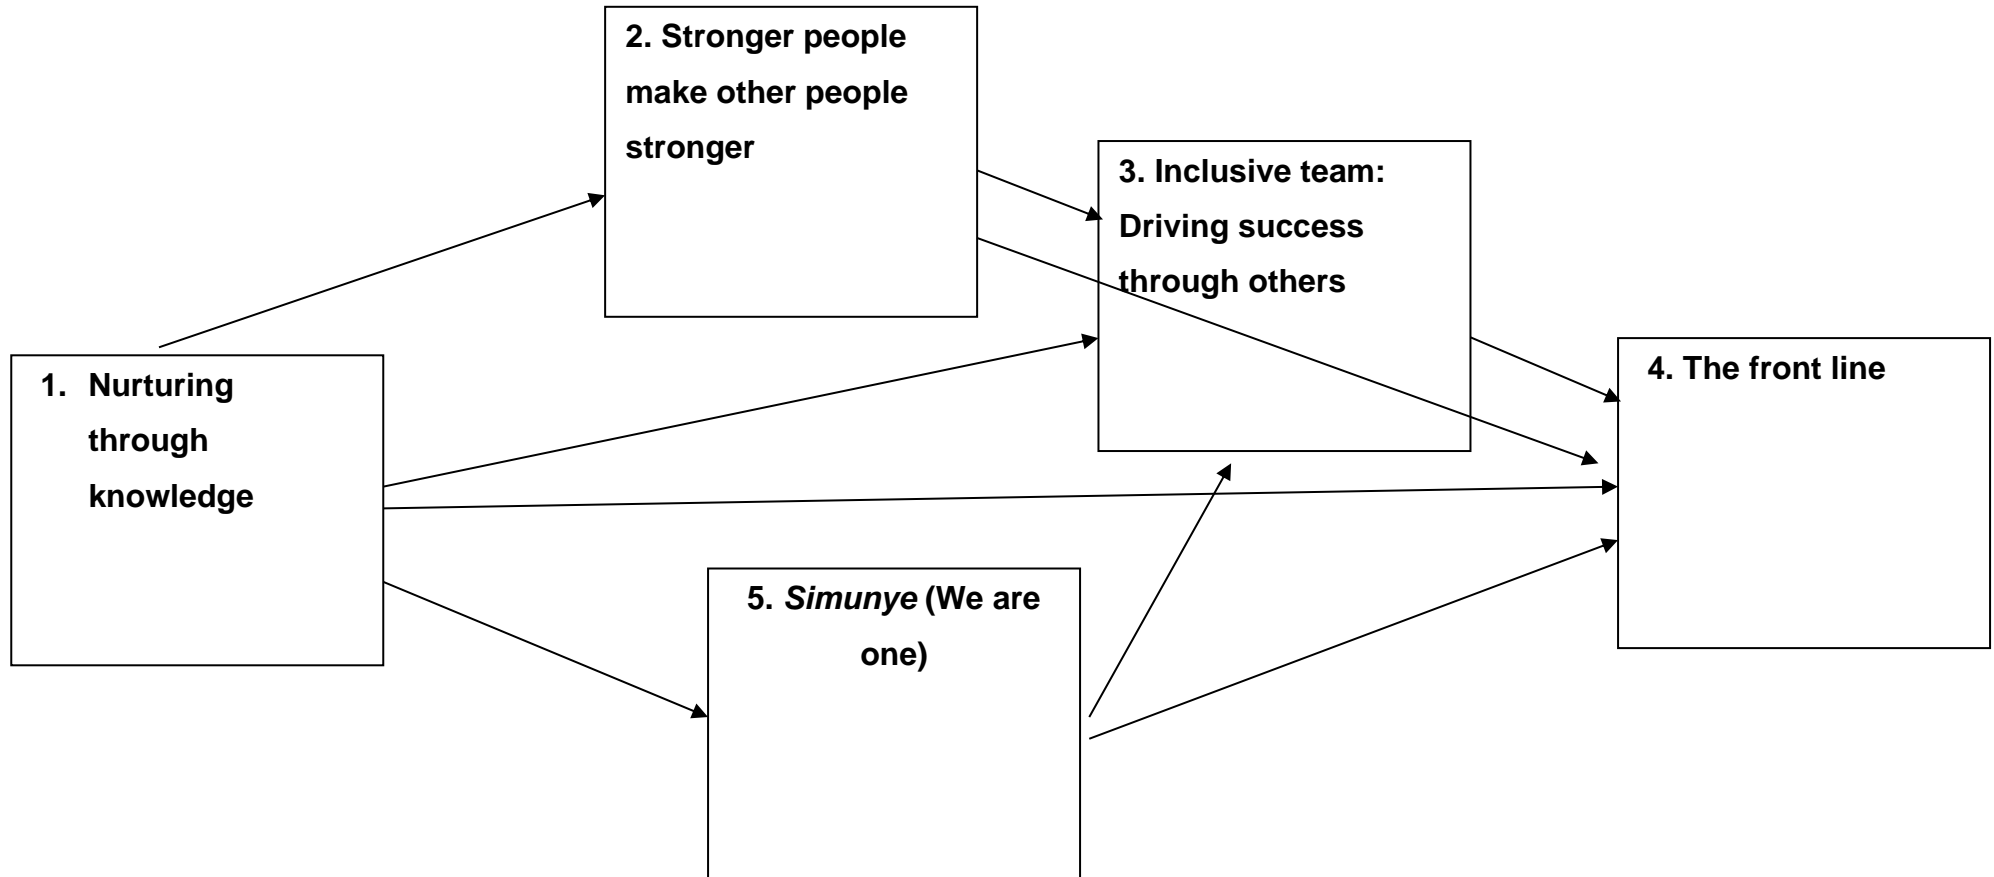 2. Stronger people
make other people
stronger
3. Inclusive team:
Driving success
through others
1. Nurturing
through
knowledge
4. The front line
5. Simunye (We are
one)